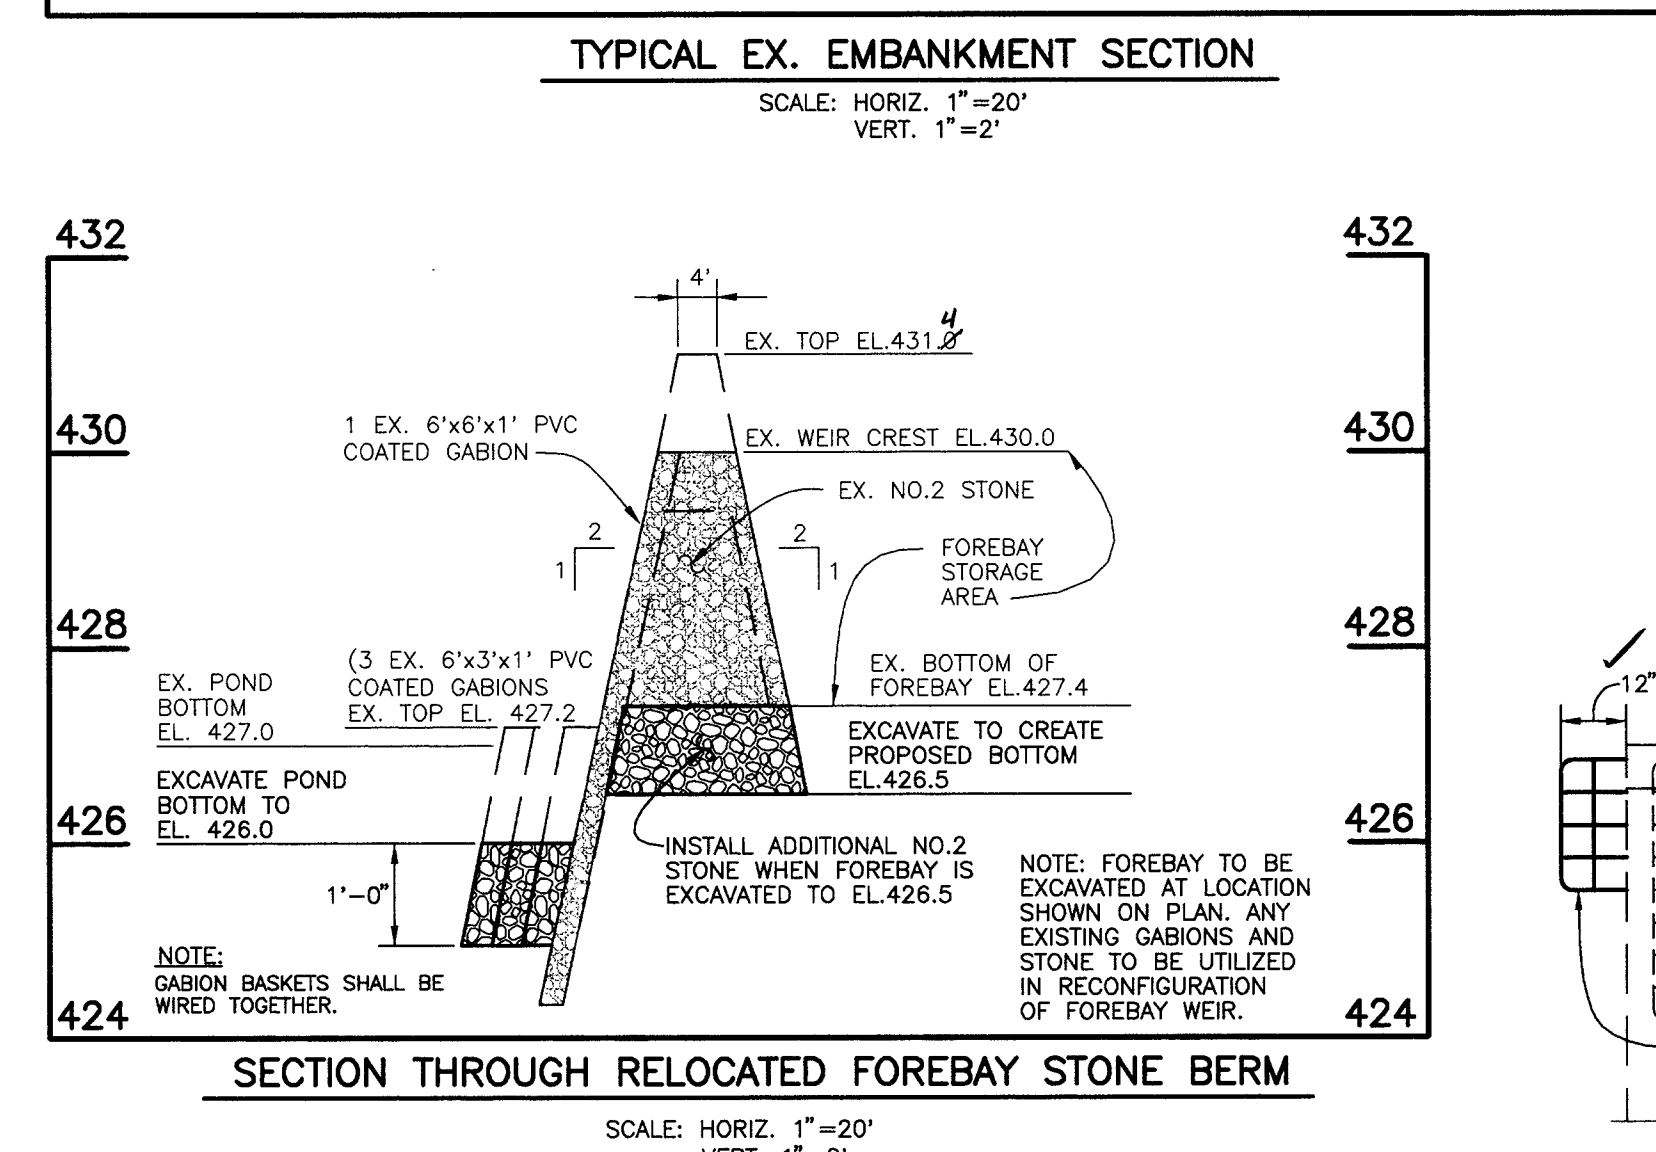 TYPICAL EX. EMBANKMENT SECTION
SCALE: HORIZ. 1"=20'
VERT. 1"=2'
432
432
4'
4
EX. TOP EL.431.0
1 EX. 6'x6'x1' PVC
COATED GABION
430
430
EX. WEIR CREST EL.430.0
EX. NO.2 STONE
2
1
2
1
FOREBAY
STORAGE
AREA
428
428
(3 EX. 6'x3'x1' PVC
COATED GABIONS
EX. TOP EL. 427.2
EX. POND
BOTTOM
EL. 427.0
EX. BOTTOM OF
FOREBAY EL.427.4
12"
EXCAVATE TO CREATE
PROPOSED BOTTOM
EL.426.5
EXCAVATE POND
BOTTOM TO
EL. 426.0
426
426
INSTALL ADDITIONAL NO.2
STONE WHEN FOREBAY IS
EXCAVATED TO EL.426.5
1'-0"
NOTE: FOREBAY TO BE
EXCAVATED AT LOCATION
SHOWN ON PLAN. ANY
EXISTING GABIONS AND
STONE TO BE UTILIZED
IN RECONFIGURATION
OF FOREBAY WEIR.
NOTE:
GABION BASKETS SHALL BE
WIRED TOGETHER.
424
424
SECTION THROUGH RELOCATED FOREBAY STONE BERM
SCALE: HORIZ. 1"=20'
VERT. 1"